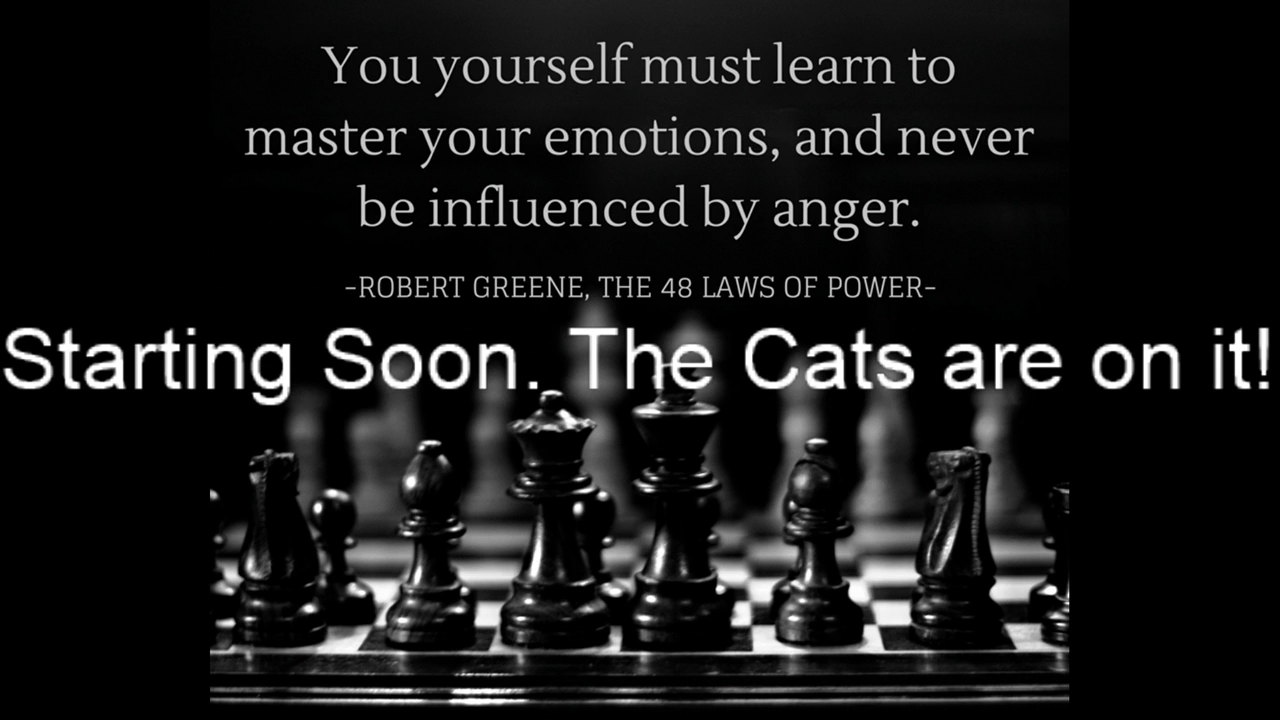 You yourself must learn to
master your emotions, and never
be influenced by anger.
-ROBERT GREENE, THE 48 LAWS OF POWER-
Starting Soon. The Cats are on it!